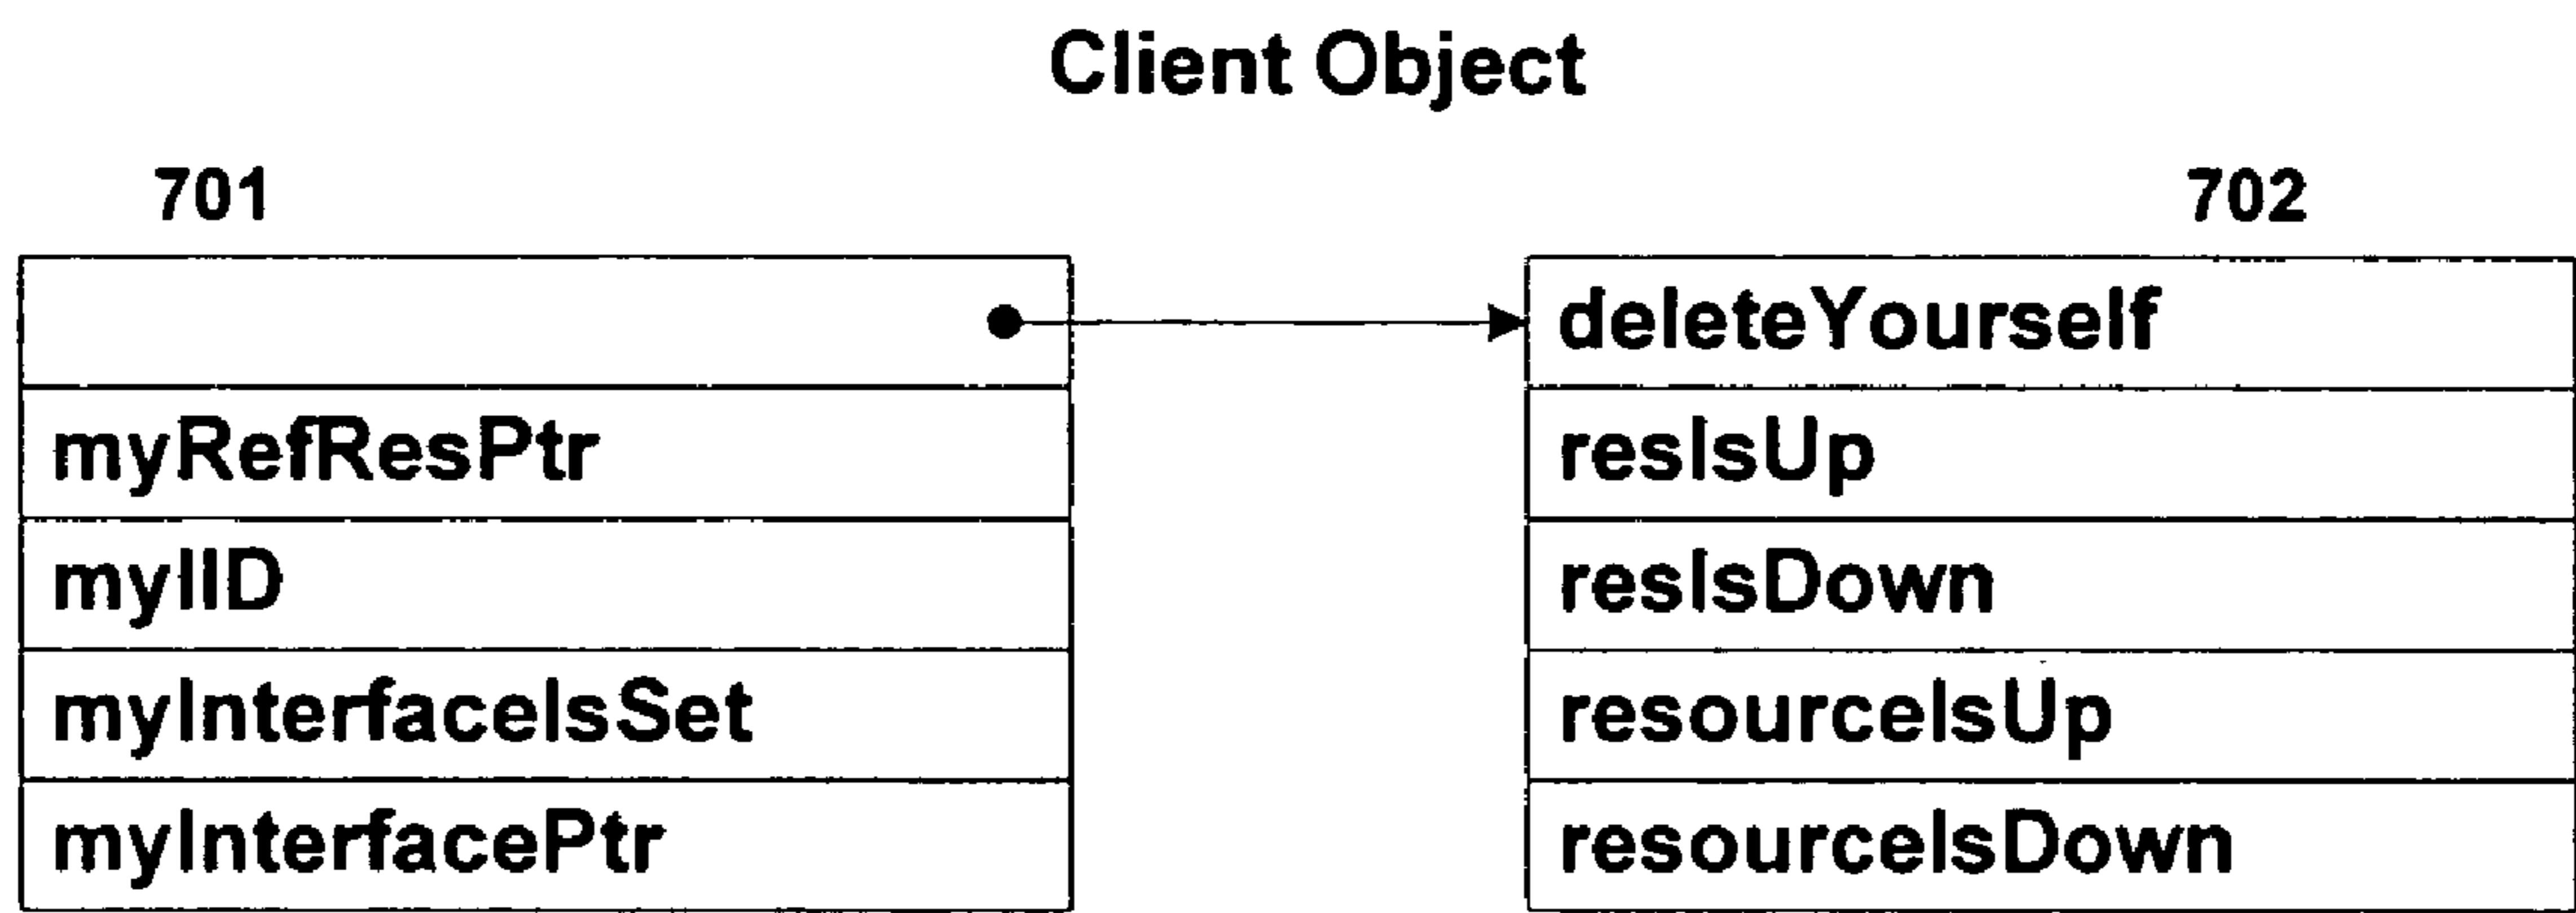 Client Object
701
702
deleteYourself
myRefResPtr
resIsUp
myIID
resIsDown
myInterfaceIsSet
resourceIsUp
myInterfacePtr
resourceIsDown